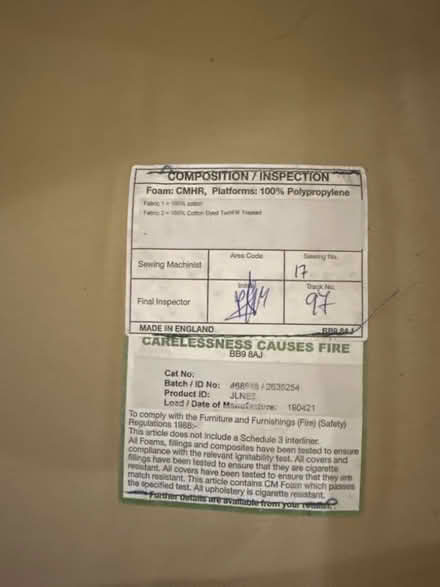 COMPOSITION / INSPECTION
Foam: CMHR, Platforms: 100% Polypropylene
Fabric 1 = 100%
Fabric 2 = 100% Cotton Dyed Treated
Area Code
Sewing No.
Sewing Machinist
17
Track No.
Final Inspector
97
MADE IN ENGLAND
BB9 8AJ
CARELESSNESS CAUSES FIRE
BB9 8AJ
Cat No:
Batch / ID No: / 2635254
Product ID:
Load / Date of Manufacture: 190421
To comply with the Furniture and Furnishings (Fire) (Safety)
Regulations 1988:-
This article does not include a Schedule 3 interliner.
All Foams, fillings and composites have been tested to ensure
compliance with the relevant ignitability test. All covers and
fillings have been tested to ensure that they are cigarette
resistant. All covers have been tested to ensure that they are
match resistant. This article contains CM Foam which passes
the specified test. All upholstery is cigarette resistant.
Further details are available from your retailer.